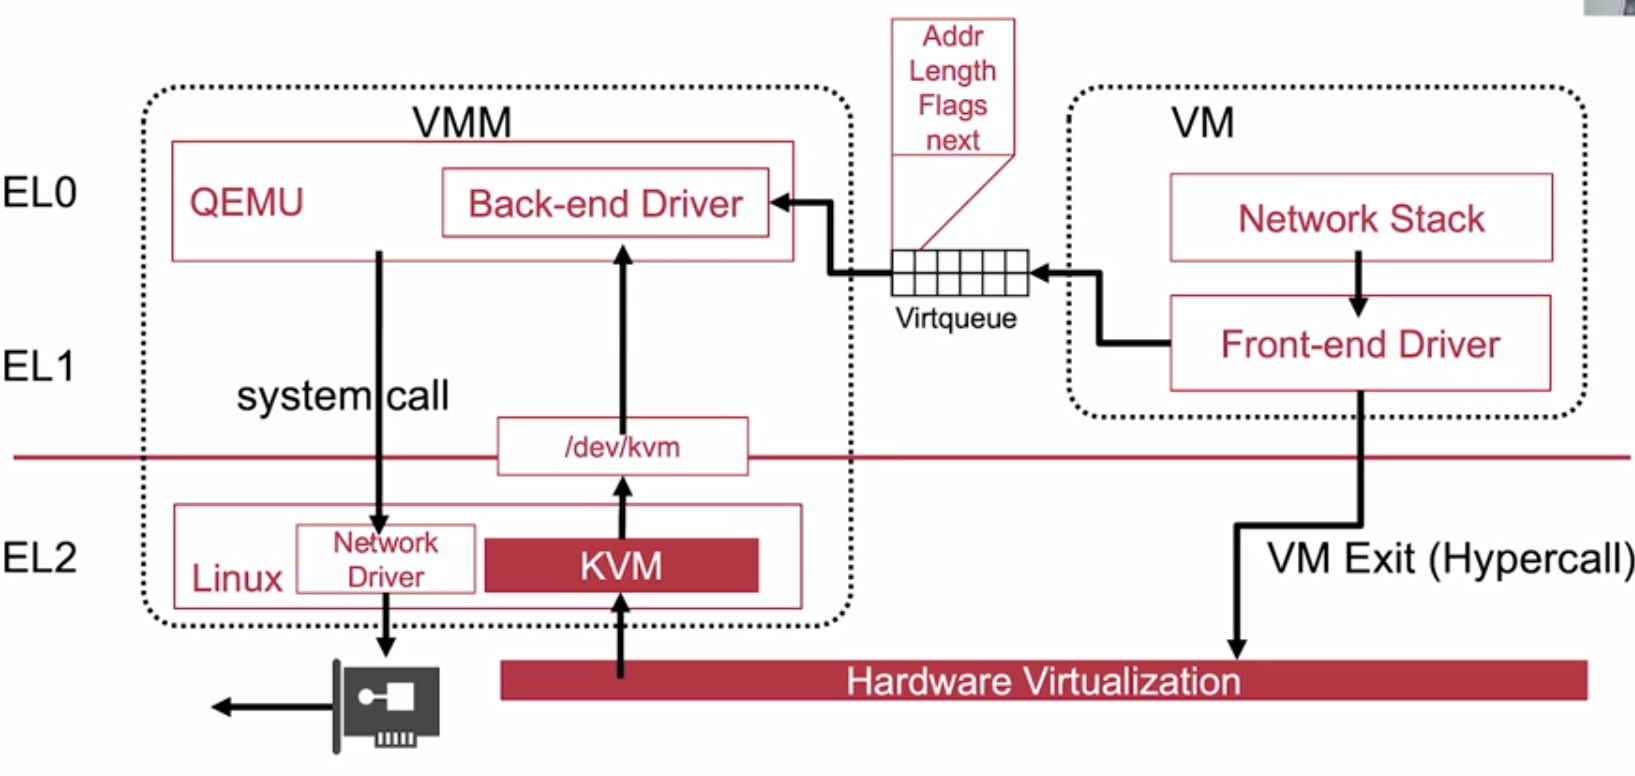 Addr
Length
Flags
next
VMM
VM
EL0
QEMU
Back-end Driver
Network Stack
Virtqueue
Front-end Driver
EL1
system call
/dev/kvm
EL2
Linux
Network
Driver
KVM
VM Exit (Hypercall)
Hardware Virtualization